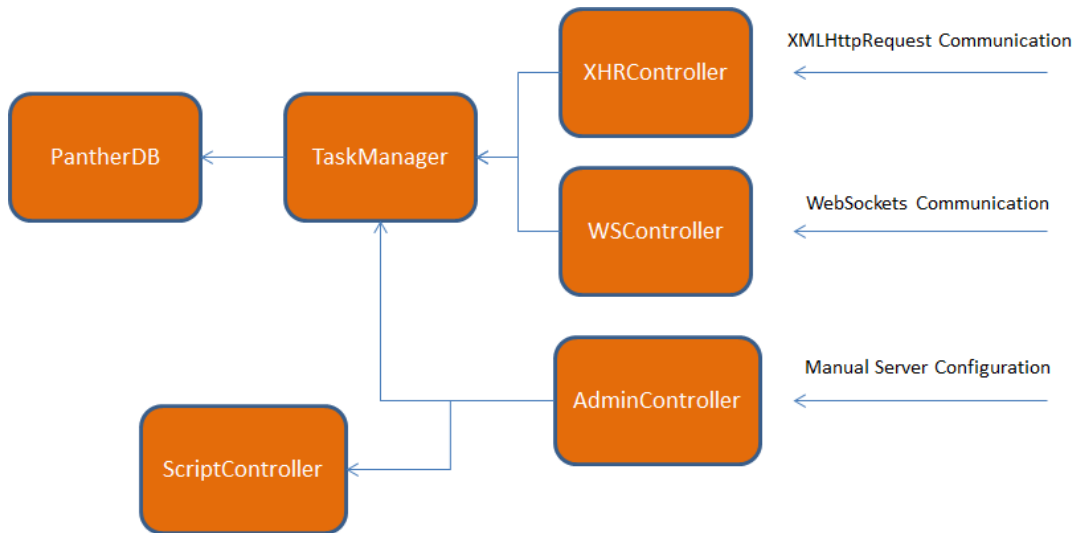 XMLHttpRequest Communication
XHRController
PantherDB
TaskManager
WebSockets Communication
WSController
Manual Server Configuration
AdminController
ScriptController